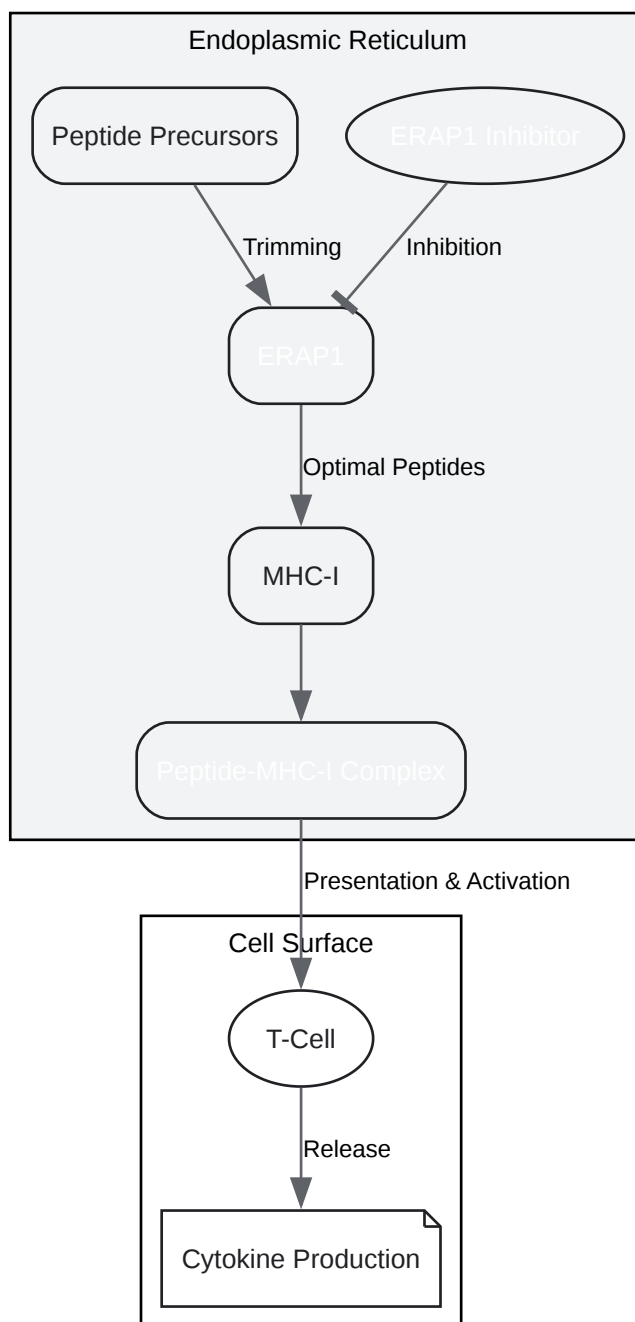 Endoplasmic Reticulum
Peptide Precursors
ERAP1 Inhibitor
Trimming
Inhibition
ERAP1
Optimal Peptides
MHC-I
Peptide-MHC-I Complex
Presentation & Activation
Cell Surface
T-Cell
Release
Cytokine Production